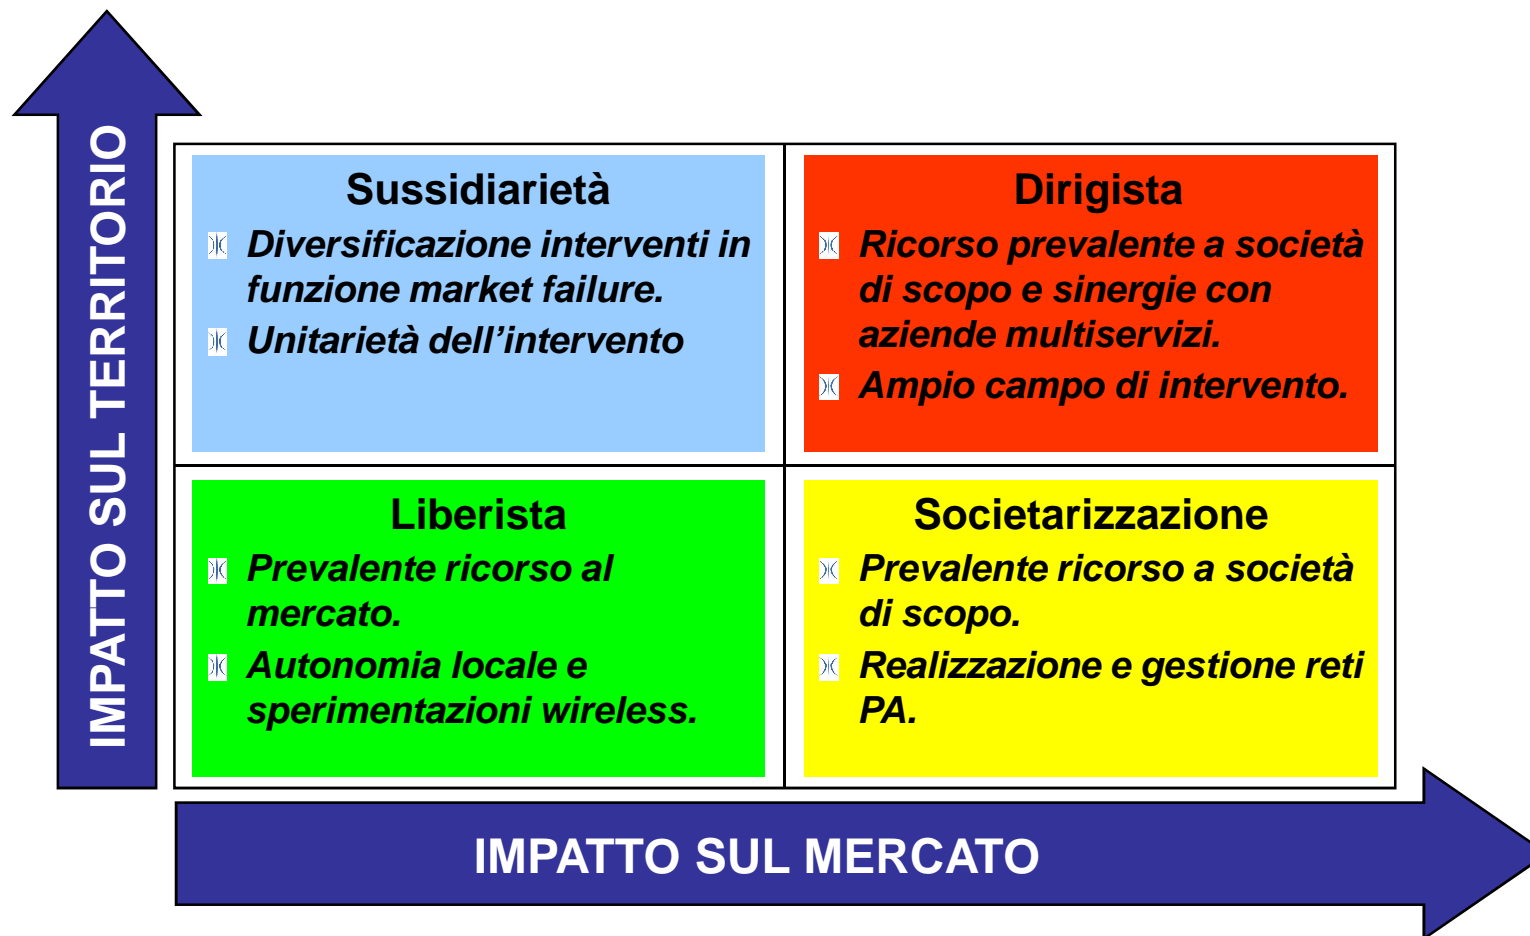 IMPATTO SUL TERRITORIO
Sussidiarietà
Diversificazione interventi in
funzione market failure.
Unitarietà dell’intervento
Dirigista
Ricorso prevalente a società
di scopo e sinergie con
aziende multiservizi.
Ampio campo di intervento.
Liberista
Prevalente ricorso al
mercato.
Autonomia locale e
sperimentazioni wireless.
Societarizzazione
Prevalente ricorso a società
di scopo.
Realizzazione e gestione reti
PA.
IMPATTO SUL MERCATO